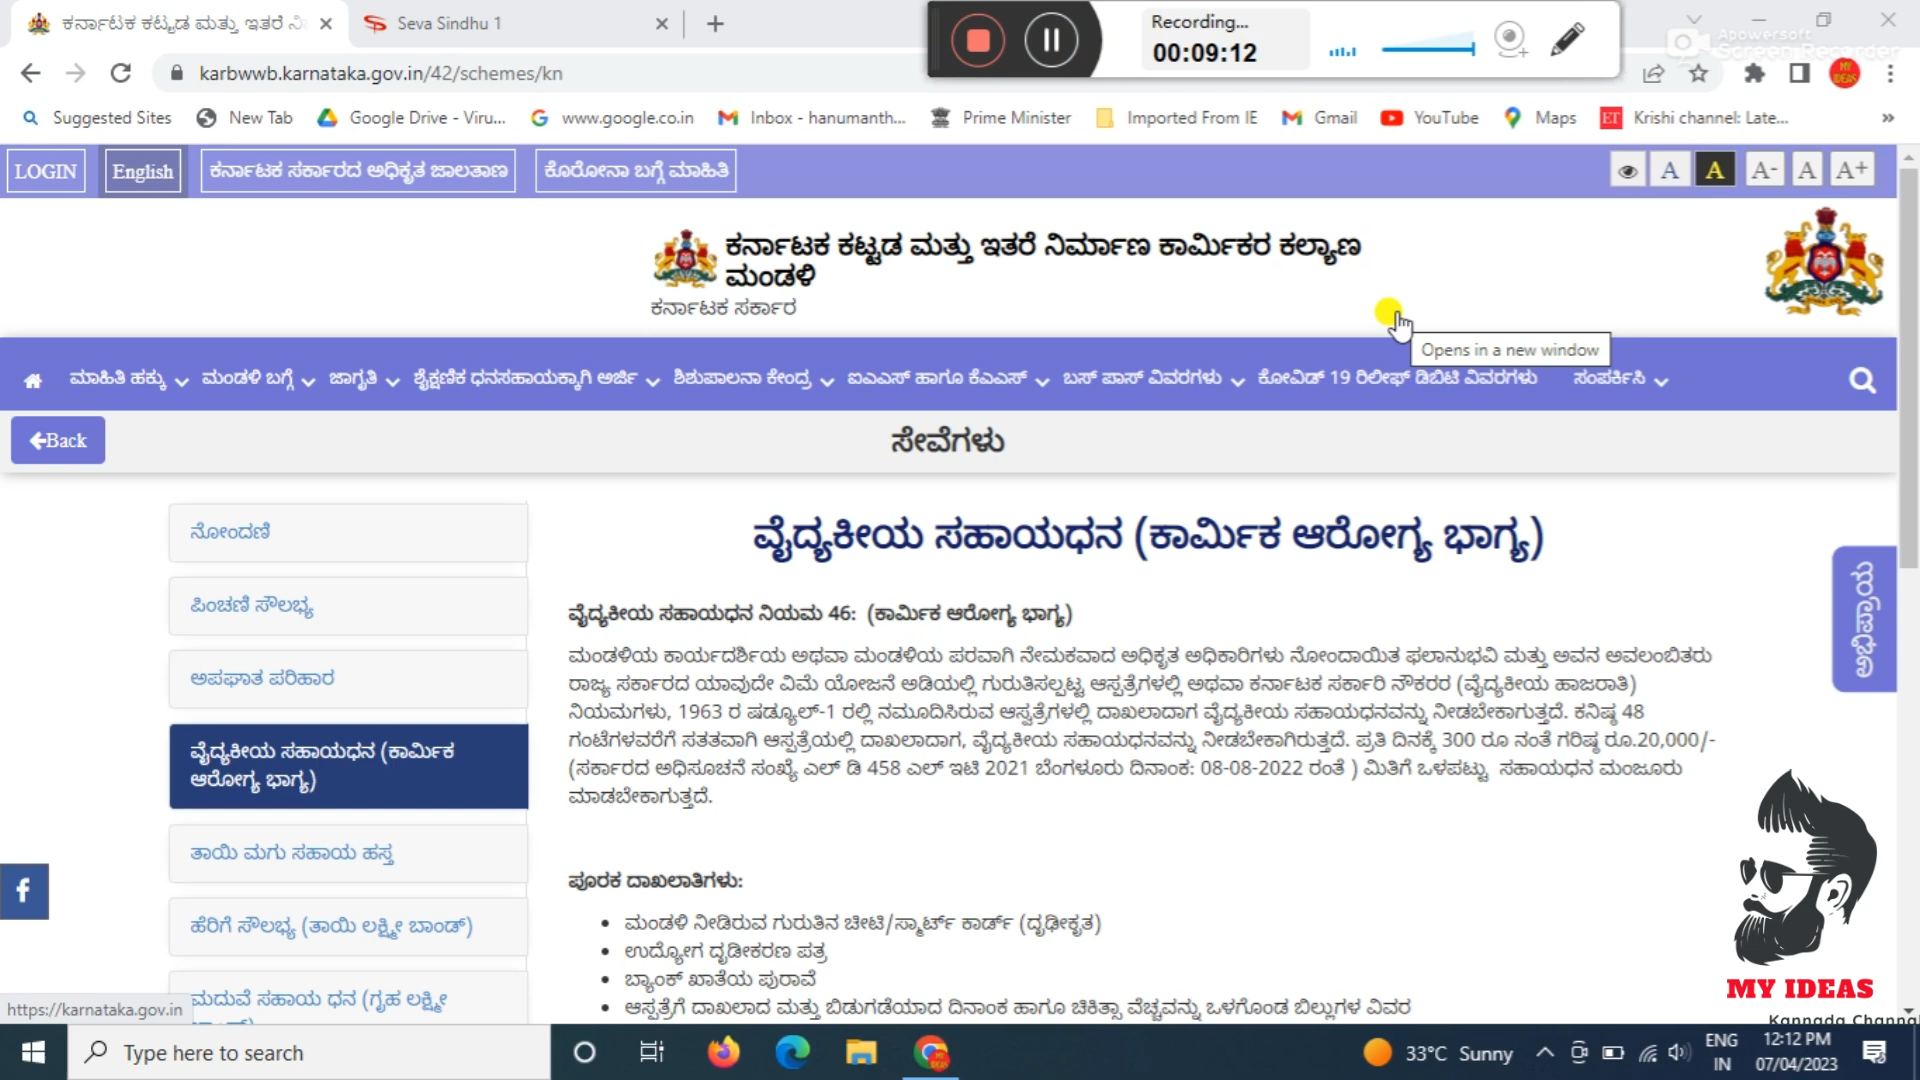 ಕರ್ನಾಟಕ ಕಟ್ಟಡ ಮತ್ತು ಇತರೆ ನಿ
Seva Sindhu 1
Recording...
00:09:12
Apowersoft
Screen Recorder
karbwwb.karnataka.gov.in/42/schemes/kn
Suggested Sites
New Tab
Google Drive - Viru...
www.google.co.in
Inbox - hanumanth...
Prime Minister
Imported From IE
Gmail
YouTube
Maps
ET
Krishi channel: Late...
LOGIN
English
ಕರ್ನಾಟಕ ಸರ್ಕಾರದ ಅಧಿಕೃತ ಜಾಲತಾಣ
ಕೊರೋನಾ ಬಗ್ಗೆ ಮಾಹಿತಿ
A A A- A A+
ಕರ್ನಾಟಕ ಕಟ್ಟಡ ಮತ್ತು ಇತರೆ ನಿರ್ಮಾಣ ಕಾರ್ಮಿಕರ ಕಲ್ಯಾಣ
ಮಂಡಳಿ
ಕರ್ನಾಟಕ ಸರ್ಕಾರ
Opens in a new window
ಮಾಹಿತಿ ಹಕ್ಕು
ಮಂಡಳಿ ಬಗ್ಗೆ
ಜಾಗೃತಿ
ಶೈಕ್ಷಣಿಕ ಧನಸಹಾಯಕ್ಕಾಗಿ ಅರ್ಜಿ
ಶಿಶುಪಾಲನಾ ಕೇಂದ್ರ
ಐಎಎಸ್ ಹಾಗೂ ಕೆಎಎಸ್
ಬಸ್ ಪಾಸ್ ವಿವರಗಳು
ಕೋವಿಡ್ 19 ರಿಲೀಫ್ ಡಿಬಿಟಿ ವಿವರಗಳು
ಸಂಪರ್ಕಿಸಿ
Back
ಸೇವೆಗಳು
ನೋಂದಣಿ
ಪಿಂಚಣಿ ಸೌಲಭ್ಯ
ಅಪಘಾತ ಪರಿಹಾರ
ವೈದ್ಯಕೀಯ ಸಹಾಯಧನ (ಕಾರ್ಮಿಕ
ಆರೋಗ್ಯ ಭಾಗ್ಯ)
ತಾಯಿ ಮಗು ಸಹಾಯ ಹಸ್ತ
ಹೆರಿಗೆ ಸೌಲಭ್ಯ (ತಾಯಿ ಲಕ್ಷ್ಮೀ ಬಾಂಡ್)
ಮದುವೆ ಸಹಾಯ ಧನ (ಗೃಹ ಲಕ್ಷ್ಮೀ
ವೈದ್ಯಕೀಯ ಸಹಾಯಧನ (ಕಾರ್ಮಿಕ ಆರೋಗ್ಯ ಭಾಗ್ಯ)
ವೈದ್ಯಕೀಯ ಸಹಾಯಧನ ನಿಯಮ 46: (ಕಾರ್ಮಿಕ ಆರೋಗ್ಯ ಭಾಗ್ಯ)
ಮಂಡಳಿಯ ಕಾರ್ಯದರ್ಶಿಯ ಅಥವಾ ಮಂಡಳಿಯ ಪರವಾಗಿ ನೇಮಕವಾದ ಅಧಿಕೃತ ಅಧಿಕಾರಿಗಳು ನೋಂದಾಯಿತ ಫಲಾನುಭವಿ ಮತ್ತು ಅವನ ಅವಲಂಬಿತರು
ರಾಜ್ಯ ಸರ್ಕಾರದ ಯಾವುದೇ ವಿಮೆ ಯೋಜನೆ ಅಡಿಯಲ್ಲಿ ಗುರುತಿಸಲ್ಪಟ್ಟ ಆಸ್ಪತ್ರೆಗಳಲ್ಲಿ ಅಥವಾ ಕರ್ನಾಟಕ ಸರ್ಕಾರಿ ನೌಕರರ (ವೈದ್ಯಕೀಯ ಹಾಜರಾತಿ)
ನಿಯಮಗಳು, 1963 ರ ಷಡ್ಯೂಲ್-1 ರಲ್ಲಿ ನಮೂದಿಸಿರುವ ಆಸ್ಪತ್ರೆಗಳಲ್ಲಿ ದಾಖಲಾದಾಗ ವೈದ್ಯಕೀಯ ಸಹಾಯಧನವನ್ನು ನೀಡಬೇಕಾಗುತ್ತದೆ. ಕನಿಷ್ಠ 48
ಗಂಟೆಗಳವರೆಗೆ ಸತತವಾಗಿ ಆಸ್ಪತ್ರೆಯಲ್ಲಿ ದಾಖಲಾದಾಗ, ವೈದ್ಯಕೀಯ ಸಹಾಯಧನವನ್ನು ನೀಡಬೇಕಾಗಿರುತ್ತದೆ. ಪ್ರತಿ ದಿನಕ್ಕೆ 300 ರೂ ನಂತೆ ಗರಿಷ್ಠ ರೂ.20,000/-
(ಸರ್ಕಾರದ ಅಧಿಸೂಚನೆ ಸಂಖ್ಯೆ ಎಲ್ ಡಿ 458 ಎಲ್ ಇಟಿ 2021 ಬೆಂಗಳೂರು ದಿನಾಂಕ: 08-08-2022 ರಂತೆ ) ಮಿತಿಗೆ ಒಳಪಟ್ಟು ಸಹಾಯಧನ ಮಂಜೂರು
ಮಾಡಬೇಕಾಗುತ್ತದೆ.
ಪೂರಕ ದಾಖಲಾತಿಗಳು:
• ಮಂಡಳಿ ನೀಡಿರುವ ಗುರುತಿನ ಚೀಟಿ/ಸ್ಮಾರ್ಟ್ ಕಾರ್ಡ್ (ದೃಢೀಕೃತ)
• ಉದ್ಯೋಗ ದೃಡೀಕರಣ ಪತ್ರ
• ಬ್ಯಾಂಕ್ ಖಾತೆಯ ಪುರಾವೆ
• ಆಸ್ಪತ್ರೆಗೆ ದಾಖಲಾದ ಮತ್ತು ಬಿಡುಗಡೆಯಾದ ದಿನಾಂಕ ಹಾಗೂ ಚಿಕಿತ್ಸಾ ವೆಚ್ಚವನ್ನು ಒಳಗೊಂಡ ಬಿಲ್ಲುಗಳ ವಿವರ
ಅಭಿಪ್ರಾಯ
MY IDEAS
Kannada Channal
https://karnataka.gov.in
Type here to search
33°C Sunny
ENG
IN
12:12 PM
07/04/2023